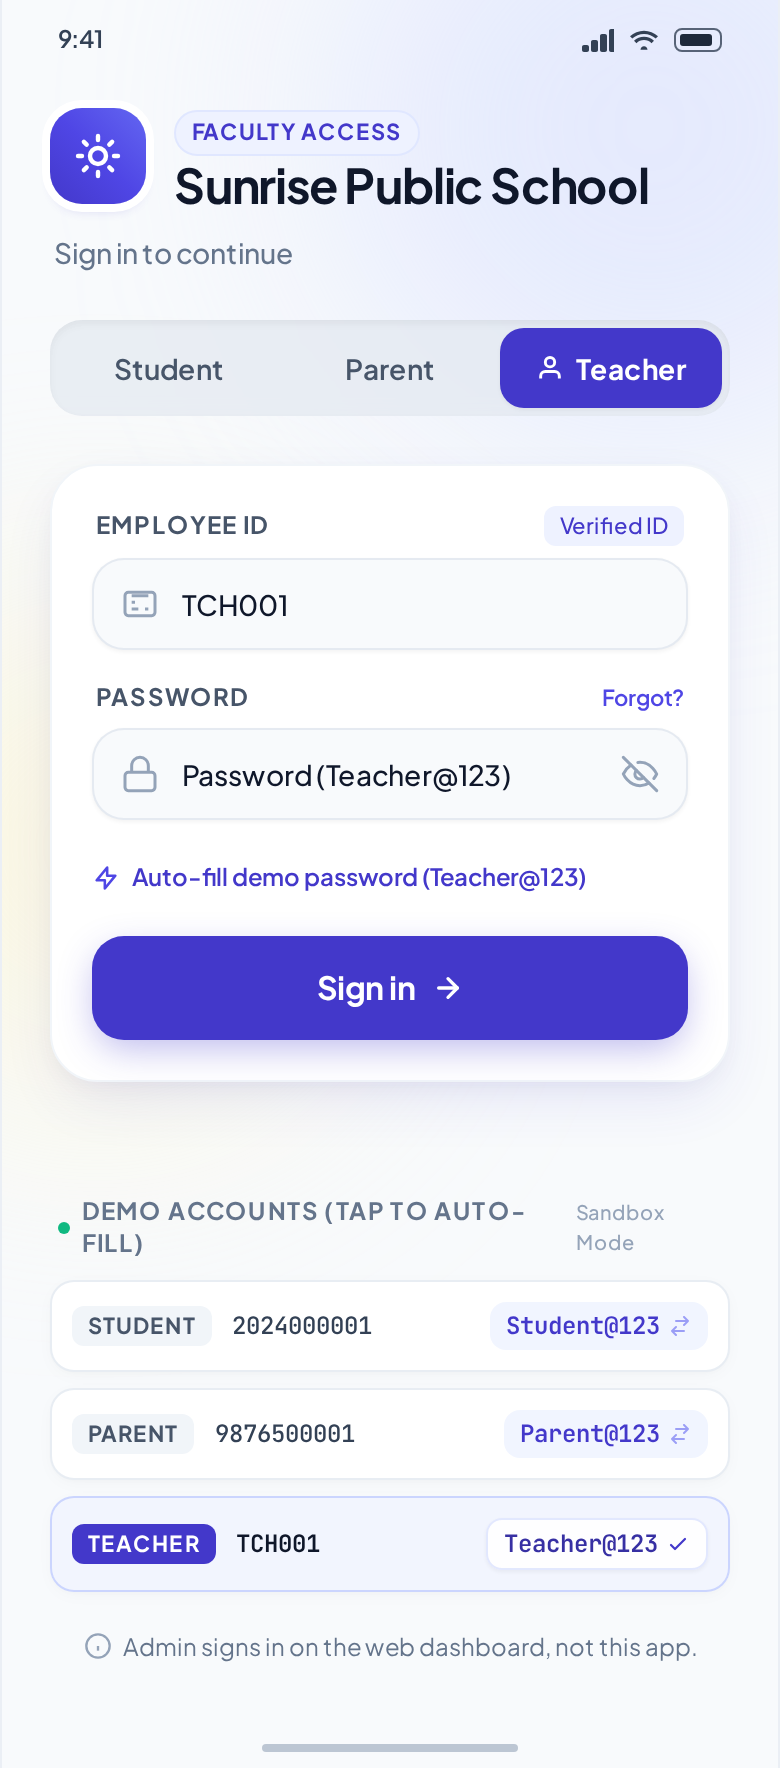 9:41
FACULTY ACCESS
Sunrise Public School
Sign in to continue
Student
Parent
Teacher
EMPLOYEE ID
Verified ID
TCH001
PASSWORD
Forgot?
Password (Teacher@123)
Auto-fill demo password (Teacher@123)
Sign in
DEMO ACCOUNTS (TAP TO AUTO-
FILL)
Sandbox
Mode
STUDENT
2024000001
Student@123
PARENT
9876500001
Parent@123
TEACHER
TCH001
Teacher@123
Admin signs in on the web dashboard, not this app.